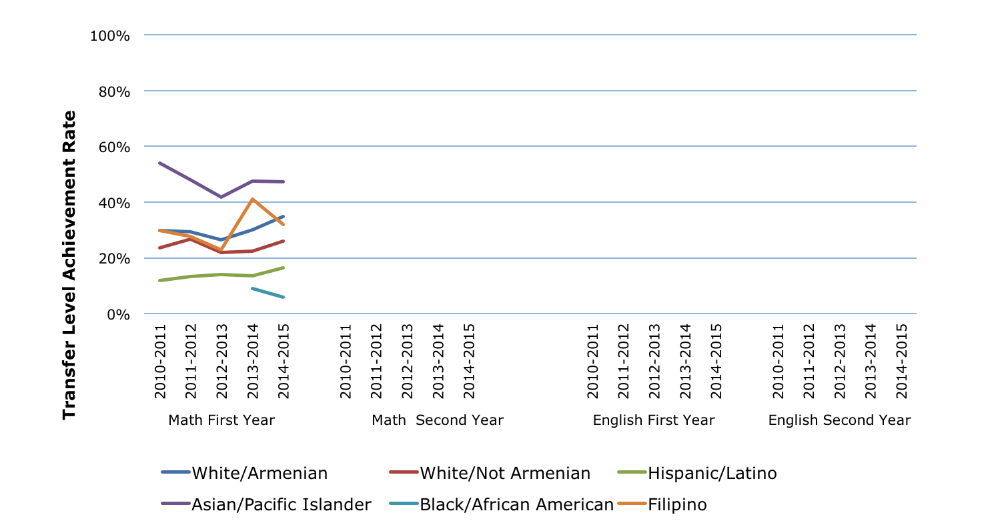 100%
80%
60%
40%
20%
0%
Transfer Level Achievement Rate
2010-2011
2011-2012
2012-2013
2013-2014
2014-2015
2010-2011
2011-2012
2012-2013
2013-2014
2014-2015
2010-2011
2011-2012
2012-2013
2013-2014
2014-2015
2010-2011
2011-2012
2012-2013
2013-2014
2014-2015
Math First Year
Math  Second Year
English First Year
English Second Year
White/Armenian
White/Not Armenian
Hispanic/Latino
Asian/Pacific Islander
Black/African American
Filipino